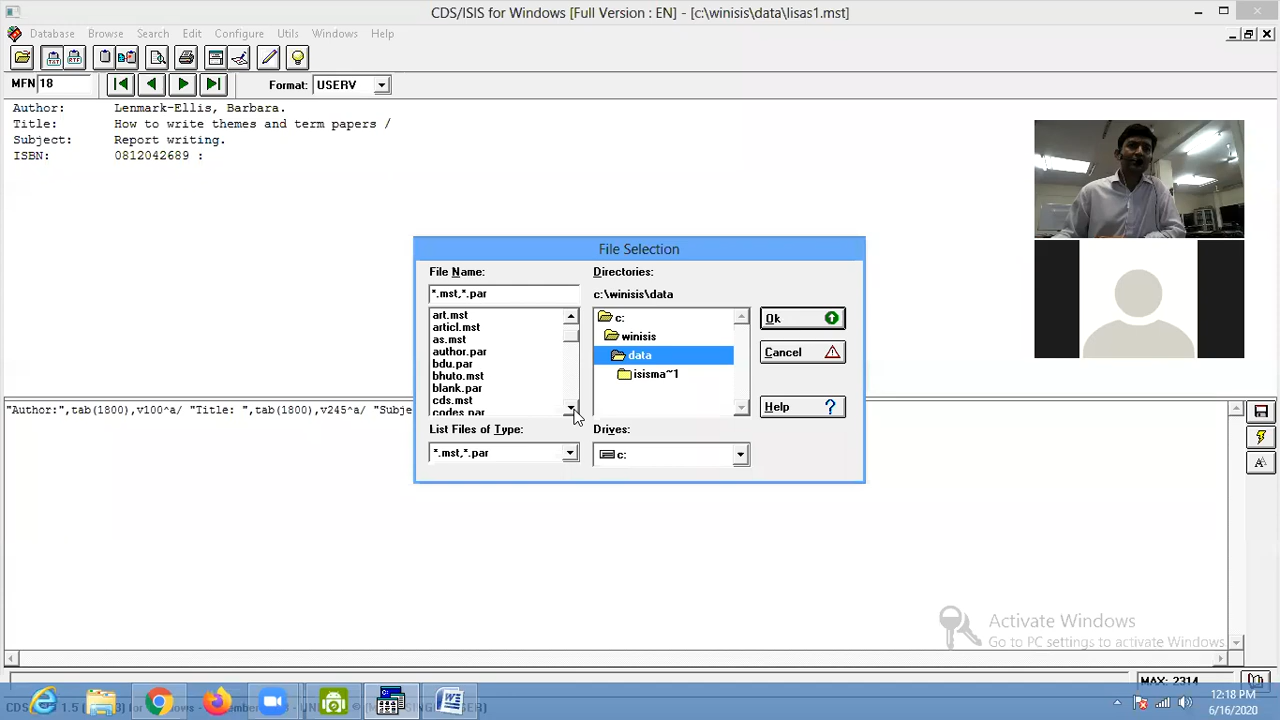 CDS/ISIS for Windows [Full Version : EN] - [c:\winisis\data\lisas1.mst]
Database Browse Search Edit Configure Utils Windows Help
MFN 18 Format: USERV
Author: Lenmark-Ellis, Barbara.
Title: How to write themes and term papers /
Subject: Report writing.
ISBN: 0812042689 :
File Selection
File Name: Directories:
*.mst,*.par c:\winisis\data
art.mst
articl.mst
as.mst
author.par
bdu.par
bhuto.mst
blank.par
cds.mst
codes.par
c:
winisis
data
isisma~1
Ok
Cancel
Help
List Files of Type: Drives:
*.mst,*.par c:
"Author:",tab(1800),v100^a/ "Title: ",tab(1800),v245^a/ "Subje
Activate Windows
Go to PC settings to activate Windows
MAX: 2314
12:18 PM
6/16/2020
CDS/ISIS 1.5